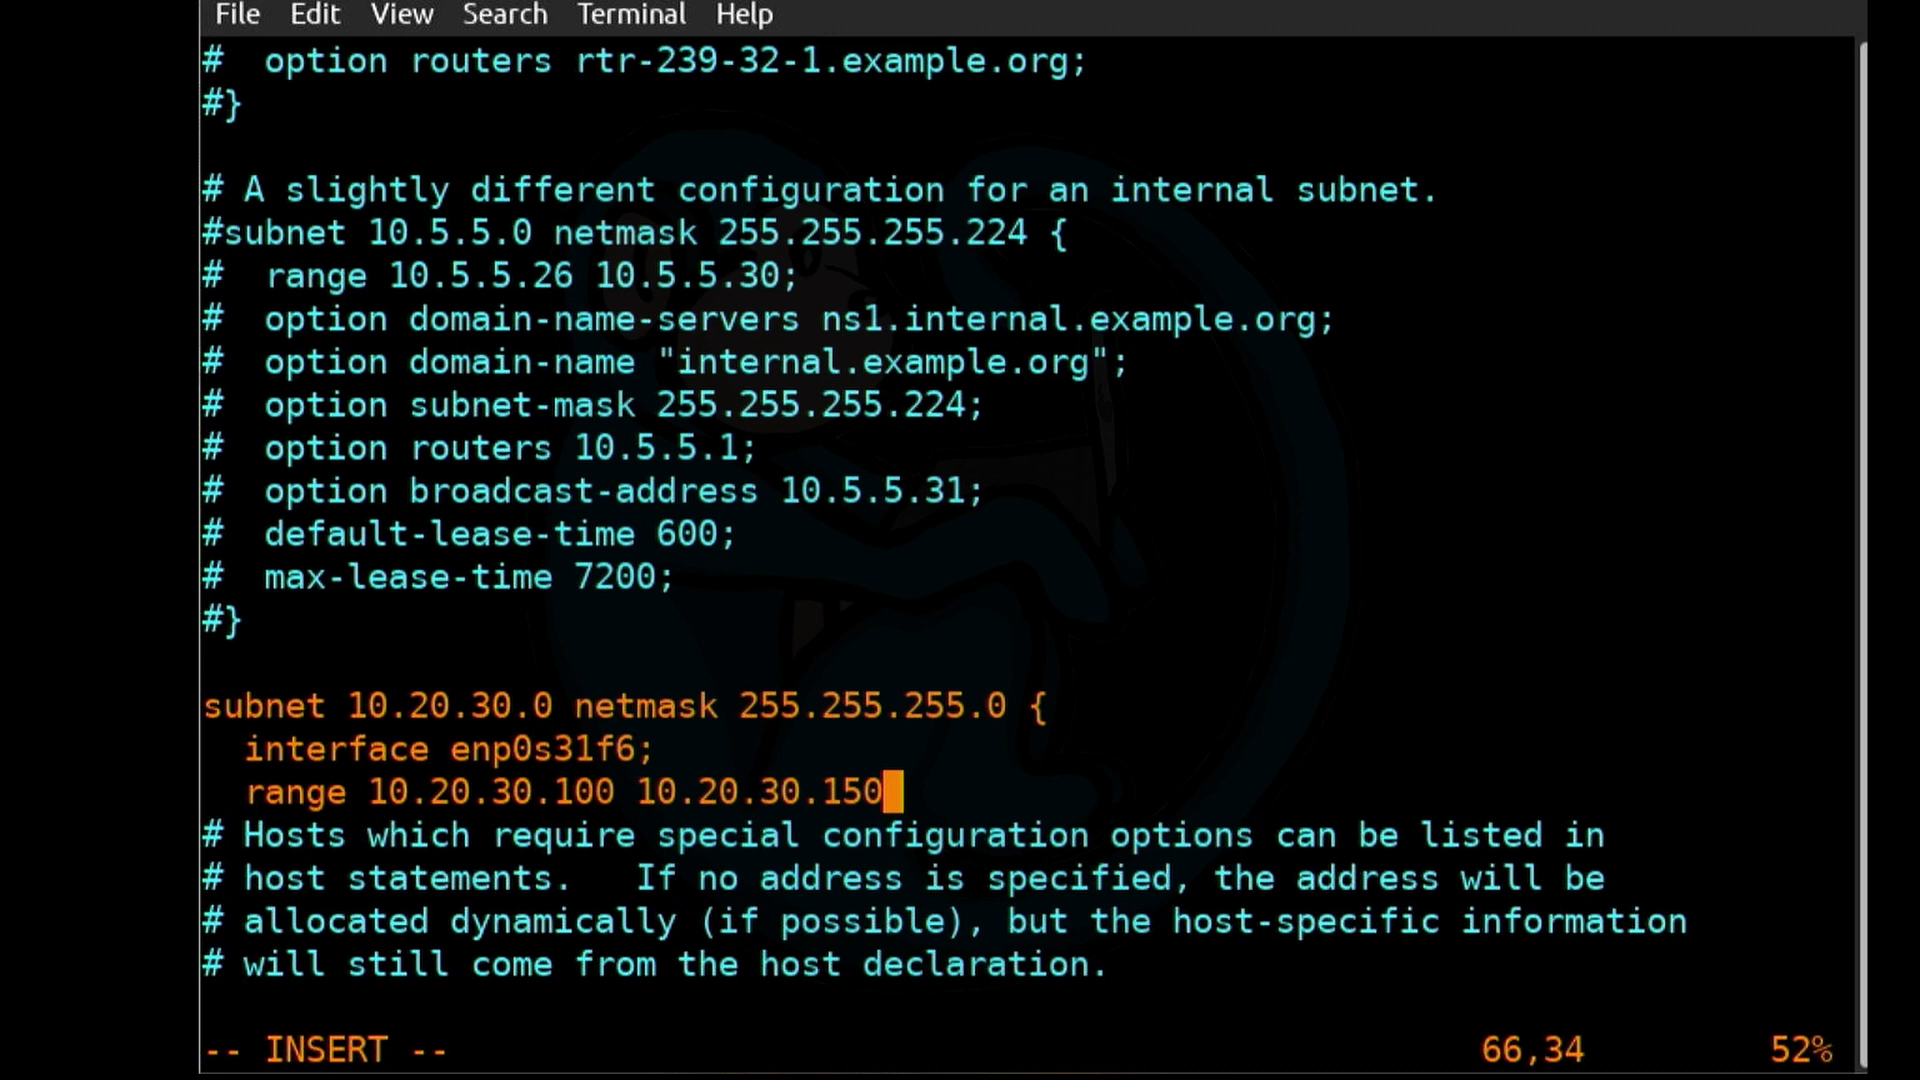 File Edit View Search Terminal Help
#  option routers rtr-239-32-1.example.org;
#}
# A slightly different configuration for an internal subnet.
#subnet 10.5.5.0 netmask 255.255.255.224 {
#  range 10.5.5.26 10.5.5.30;
#  option domain-name-servers ns1.internal.example.org;
#  option domain-name "internal.example.org";
#  option subnet-mask 255.255.255.224;
#  option routers 10.5.5.1;
#  option broadcast-address 10.5.5.31;
#  default-lease-time 600;
#  max-lease-time 7200;
#}
subnet 10.20.30.0 netmask 255.255.255.0 {
  interface enp0s31f6;
  range 10.20.30.100 10.20.30.150
# Hosts which require special configuration options can be listed in
# host statements.   If no address is specified, the address will be
# allocated dynamically (if possible), but the host-specific information
# will still come from the host declaration.
-- INSERT -- 66,34 52%